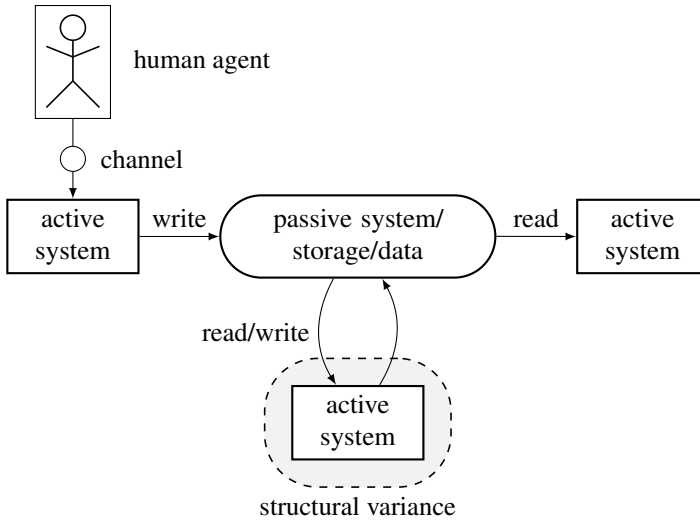 human agent
channel
active
system
write
passive system/
storage/data
read
active
system
read/write
active
system
structural variance